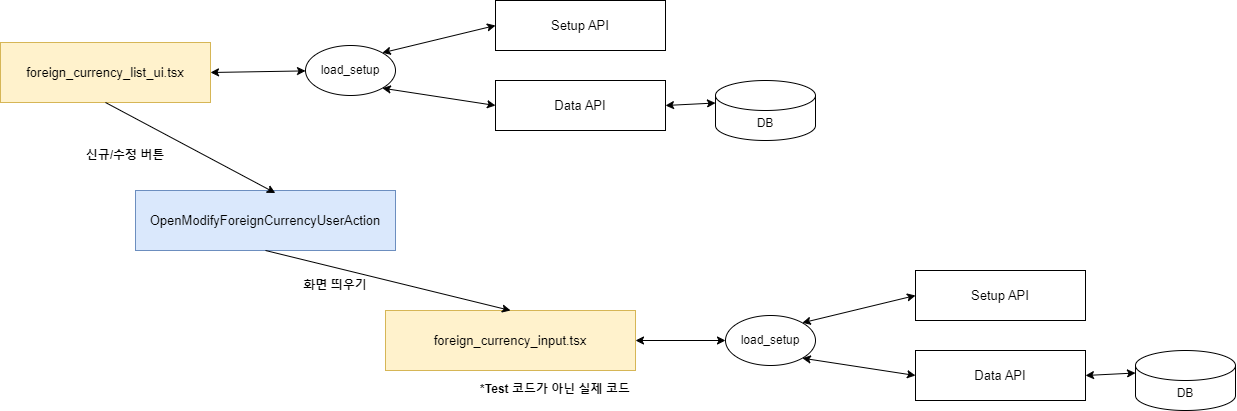 Setup API
foreign_currency_list_ui.tsx
load_setup
Data API
DB
신규/수정 버튼
OpenModifyForeignCurrencyUserAction
화면 띄우기
Setup API
foreign_currency_input.tsx
load_setup
Data API
DB
*Test 코드가 아닌 실제 코드